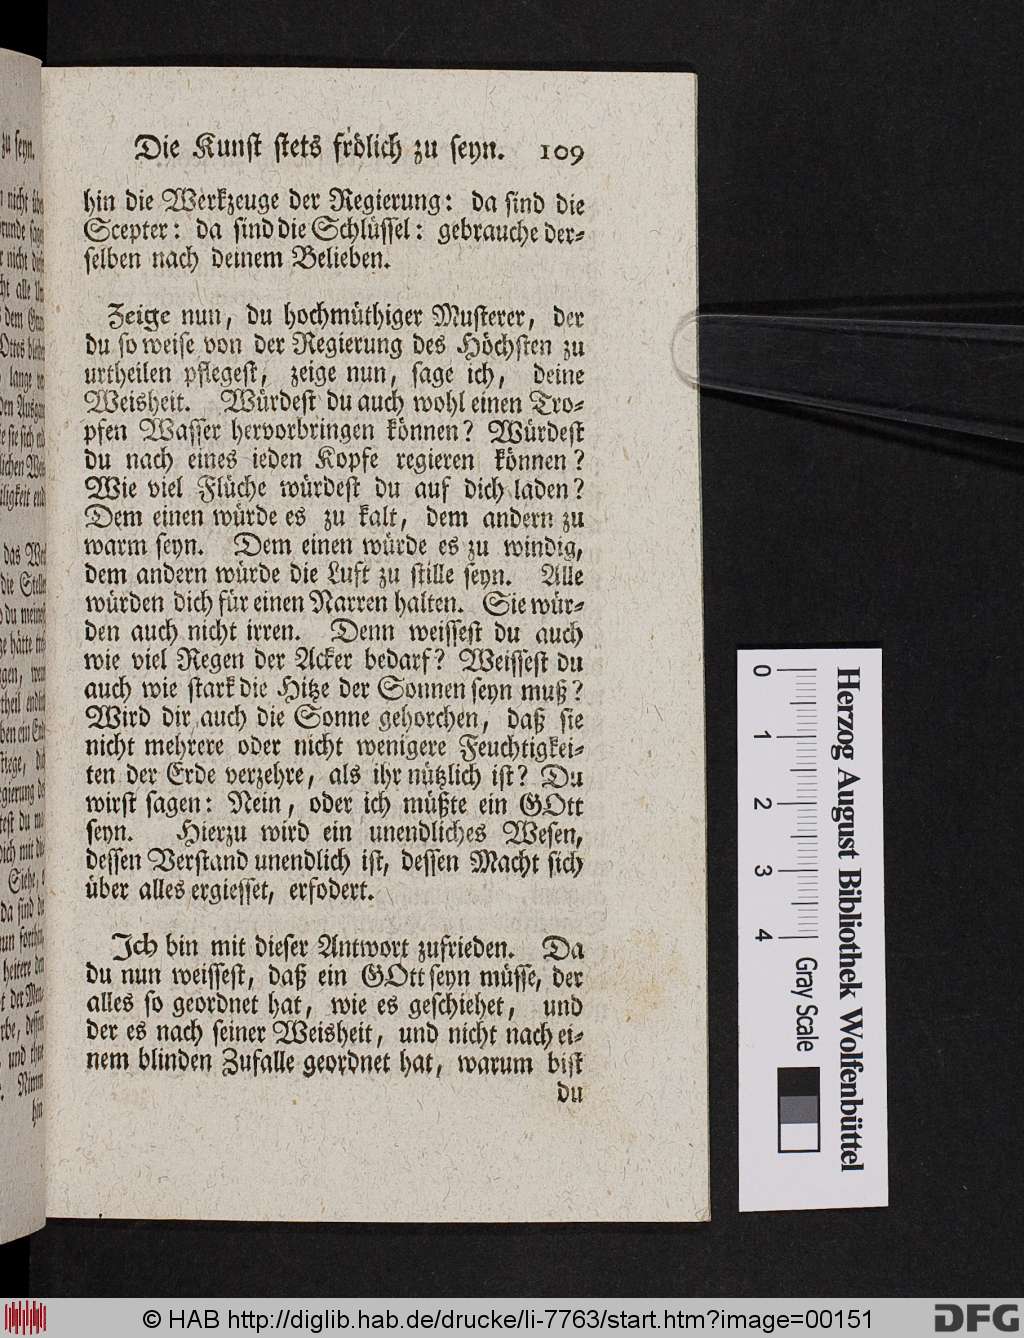 Die Kunst stets frölich zu seyn. 109
hin die Werkzeuge der Regierung: da sind die
Scepter: da sind die Schlüssel: gebrauche der-
selben nach deinem Belieben.
Zeige nun, du hochmüthiger Musterer, der
du so weise von der Regierung des Höchsten zu
urtheilen pflegest, zeige nun, sage ich, deine
Weisheit. Würdest du auch wohl einen Tro-
pfen Wasser hervorbringen können? Würdest
du nach eines ieden Kopfe regieren können?
Wie viel Flüche würdest du auf dich laden?
Dem einen würde es zu kalt, dem andern zu
warm seyn. Dem einen würde es zu windig,
dem andern würde die Luft zu stille seyn. Alle
würden dich für einen Narren halten. Sie wür-
den auch nicht irren. Denn weissest du auch
wie viel Regen der Acker bedarf? Weissest du
auch wie stark die Hitze der Sonnen seyn muß?
Wird dir auch die Sonne gehorchen, daß sie
nicht mehrere oder nicht wenigere Feuchtigkei-
ten der Erde verzehre, als ihr nützlich ist? Du
wirst sagen: Nein, oder ich müßte ein GOtt
seyn. Hierzu wird ein unendliches Wesen,
dessen Verstand unendlich ist, dessen Macht sich
über alles ergiesset, erfodert.
Ich bin mit dieser Antwort zufrieden. Da
du nun weissest, daß ein GOtt seyn müsse, der
alles so geordnet hat, wie es geschiehet, und
der es nach seiner Weisheit, und nicht nach ei-
nem blinden Zufalle geordnet hat, warum bist
du
0 1 2 3 4 Gray Scale
Herzog August Bibliothek Wolfenbüttel
© HAB http://diglib.hab.de/drucke/li-7763/start.htm?image=00151
DFG